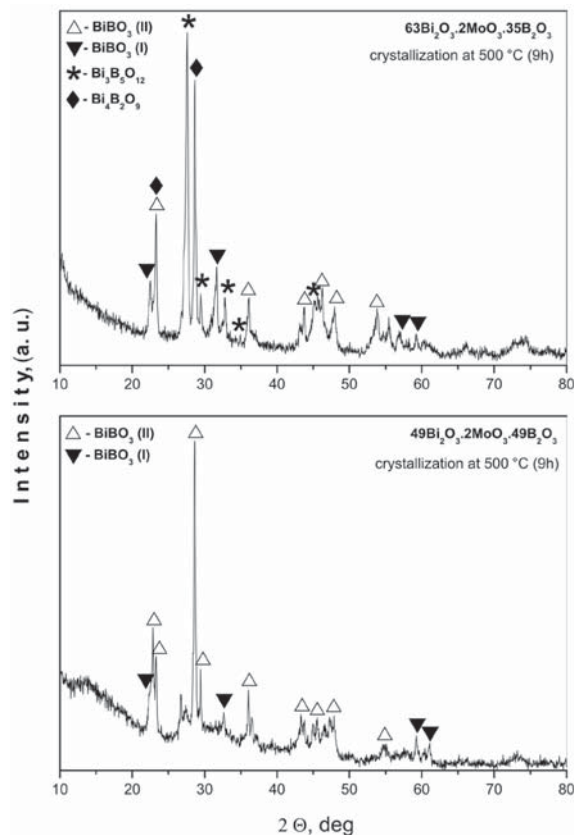 △ - BiBO₃ (II)
▼ - BiBO₃ (I)
* - Bi₃B₅O₁₂
◆ - Bi₄B₂O₉
63Bi₂O₃.2MoO₃.35B₂O₃
crystallization at 500 °C (9h)
10 20 30 40 50 60 70 80
△ - BiBO₃ (II)
▼ - BiBO₃ (I)
49Bi₂O₃.2MoO₃.49B₂O₃
crystallization at 500 °C (9h)
10 20 30 40 50 60 70 80
Intensity, (a. u.)
2 Θ, deg